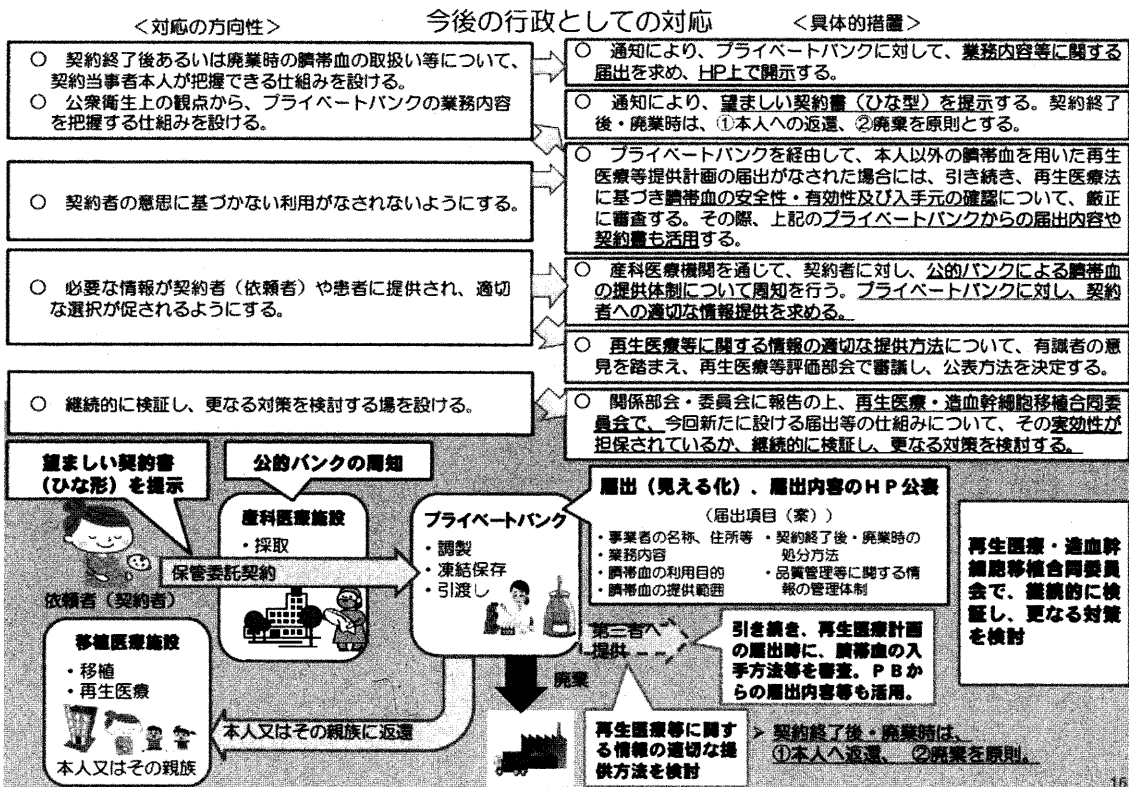 今後の行政としての対応
＜対応の方向性＞
＜具体的措置＞
○　契約終了後あるいは廃業時の臍帯血の取扱い等について、
契約当事者本人が把握できる仕組みを設ける。
○　公衆衛生上の観点から、プライベートバンクの業務内容
を把握する仕組みを設ける。
○　通知により、プライベートバンクに対して、業務内容等に関する
届出を求め、HP上で開示する。
○　通知により、望ましい契約書（ひな型）を提示する。契約終了
後・廃業時は、①本人への返還、②廃棄を原則とする。
○　契約者の意思に基づかない利用がなされないようにする。
○　プライベートバンクを経由して、本人以外の臍帯血を用いた再生
医療等提供計画の届出がなされた場合には、引き続き、再生医療法
に基づき臍帯血の安全性・有効性及び入手元の確認について、厳正
に審査する。その際、上記のプライベートバンクからの届出内容や
契約書も活用する。
○　必要な情報が契約者（依頼者）や患者に提供され、適切
な選択が促されるようにする。
○　産科医療機関を通じて、契約者に対し、公的バンクによる臍帯血
の提供体制について周知を行う。プライベートバンクに対し、契約
者への適切な情報提供を求める。
○　再生医療等に関する情報の適切な提供方法について、有識者の意
見を踏まえ、再生医療等評価部会で審議し、公表方法を決定する。
○　継続的に検証し、更なる対策を検討する場を設ける。
○　関係部会・委員会に報告の上、再生医療・造血幹細胞移植合同委
員会で、今回新たに設ける届出等の仕組みについて、その実効性が
担保されているか、継続的に検証し、更なる対策を検討する。
望ましい契約書
（ひな形）を提示
公的バンクの周知
産科医療施設
・採取
保管委託契約
依頼者（契約者）
プライベートバンク
・調製
・凍結保存
・引渡し
届出（見える化）、届出内容のＨＰ公表
（届出項目（案））
・事業者の名称、住所等
・業務内容
・臍帯血の利用目的
・臍帯血の提供範囲
・契約終了後・廃業時の
処分方法
・品質管理等に関する情
報の管理体制
再生医療・造血幹
細胞移植合同委員
会で、継続的に検
証し、更なる対策
を検討
移植医療施設
・移植
・再生医療
本人又はその親族
本人又はその親族に返還
廃業
第三者へ
提供
引き続き、再生医療計画
の届出時に、臍帯血の入
手方法等を審査。ＰＢか
らの届出内容等も活用。
再生医療等に関す
る情報の適切な提
供方法を検討
➢ 契約終了後・廃業時は、
①本人へ返還、②廃棄を原則。
16